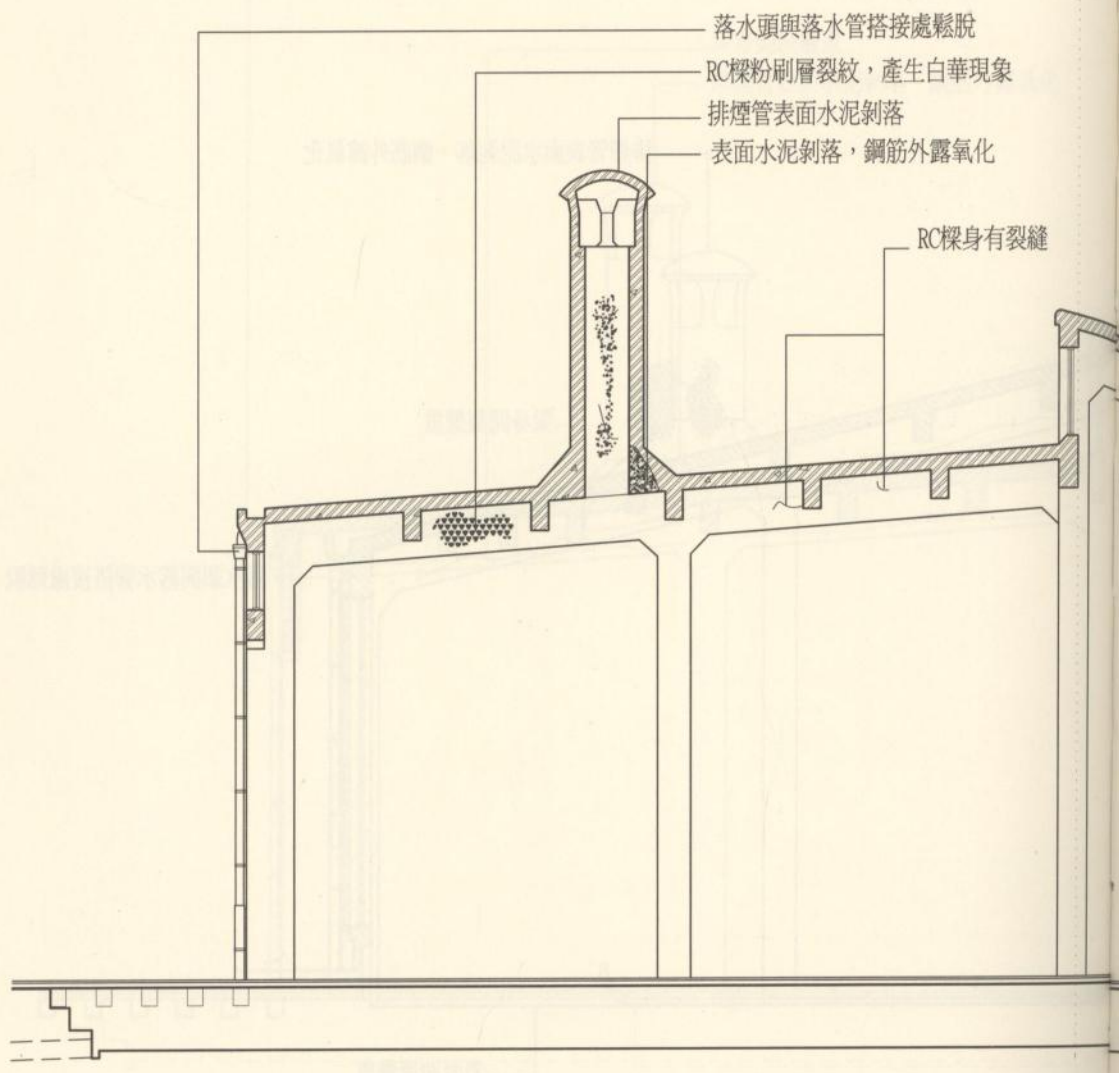 落水頭與落水管搭接處鬆脫
RC樑粉刷層裂紋，產生白華現象
排煙管表面水泥剝落
表面水泥剝落，鋼筋外露氧化
RC樑身有裂縫